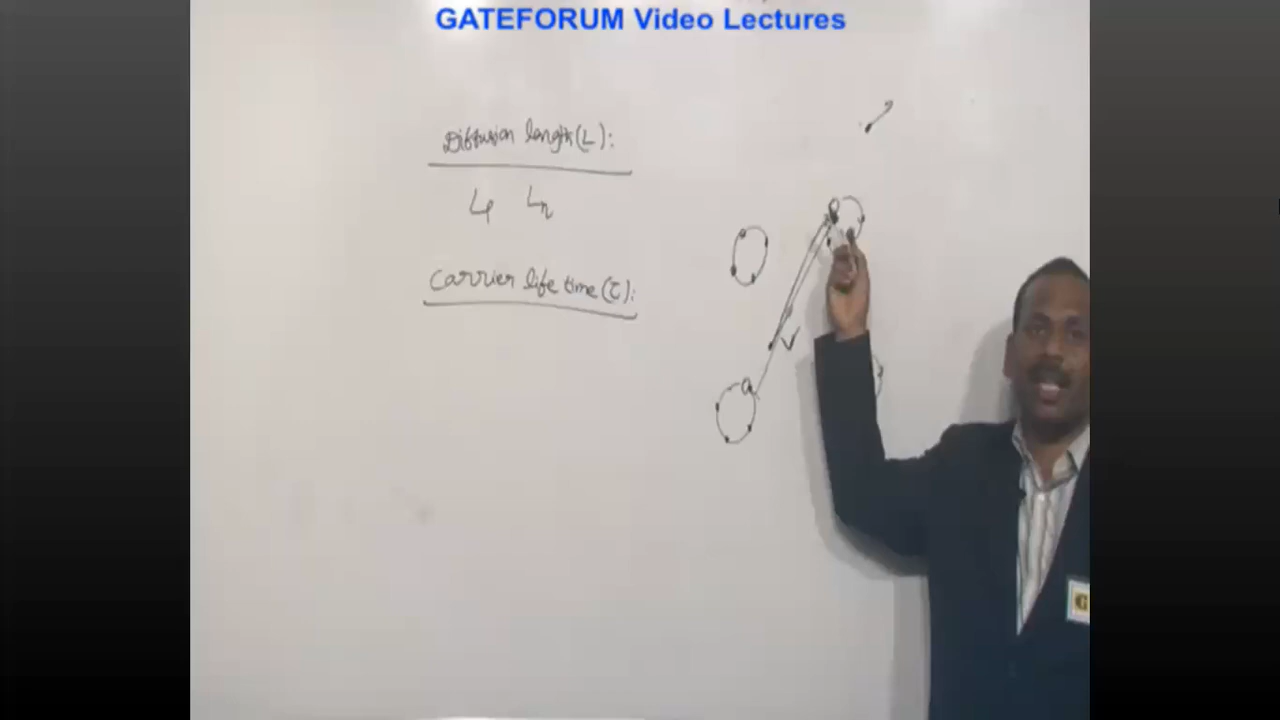 GATEFORUM Video Lectures
Diffusion length (L):
Lp Ln
Carrier life time (τ):
V
G